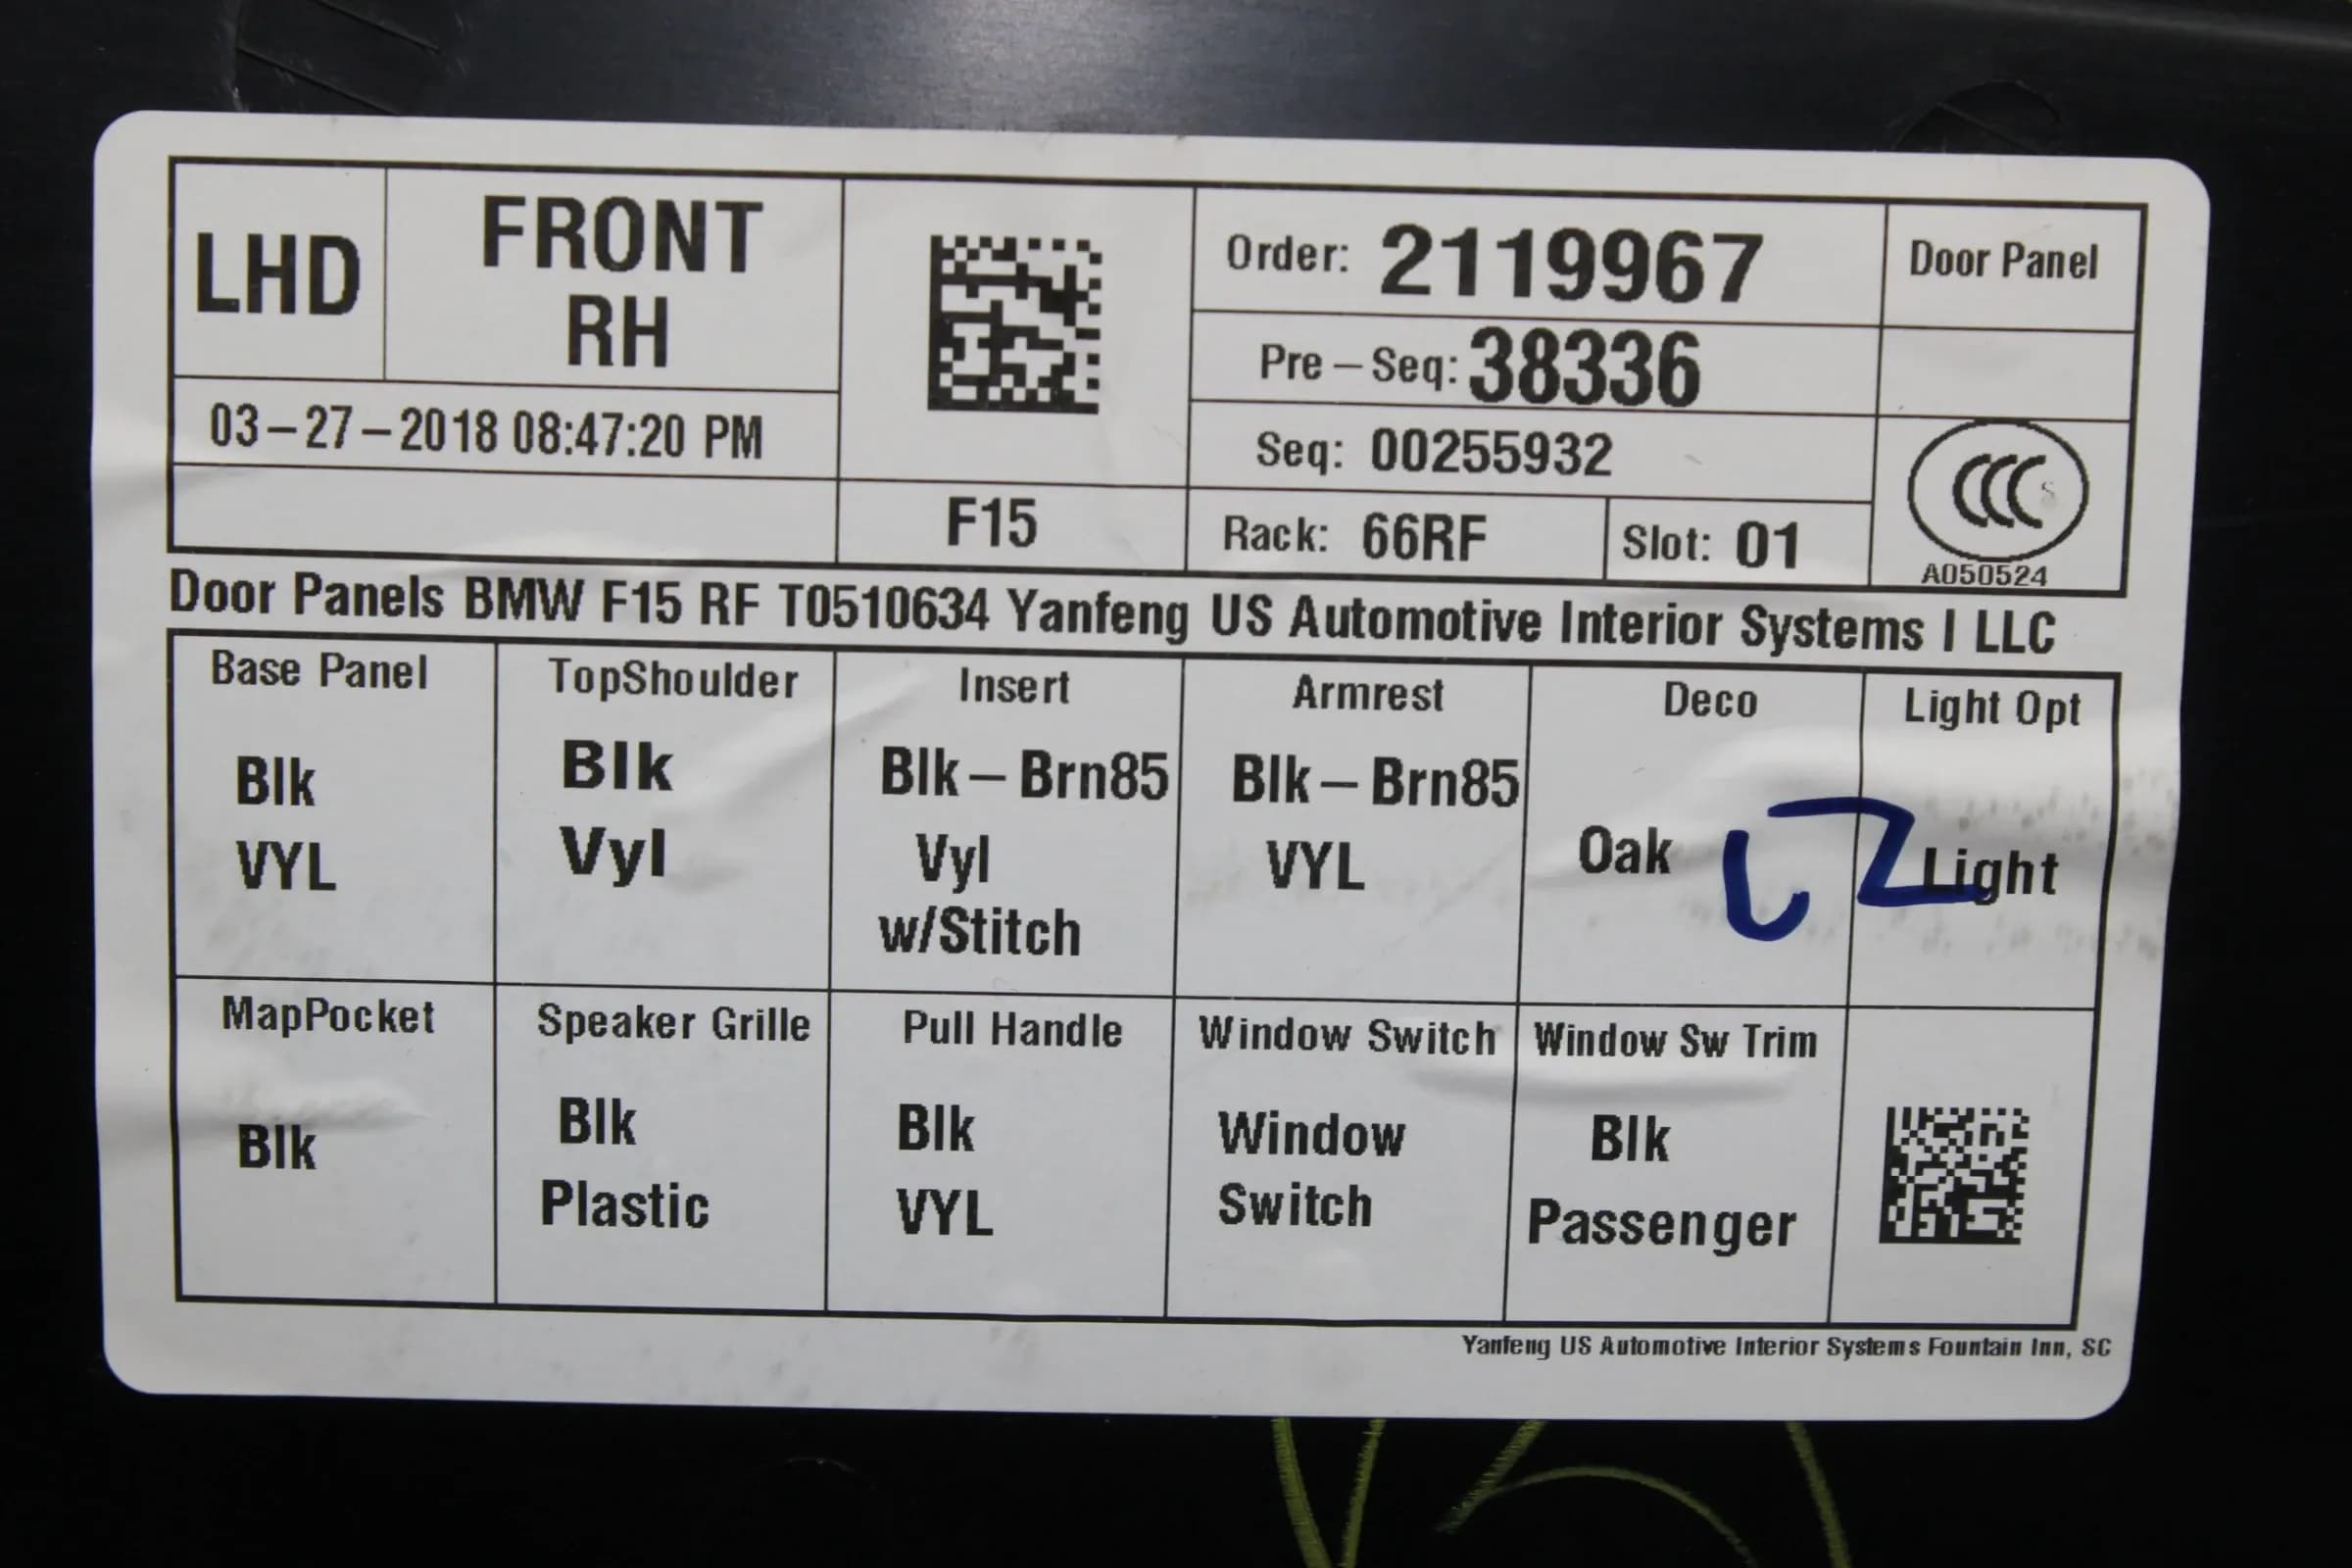 LHD
FRONT
RH
Order: 2119967
Door Panel
Pre-Seq: 38336
03-27-2018 08:47:20 PM
Seq: 00255932
CCC S
F15
Rack: 66RF
Slot: 01
A050524
Door Panels BMW F15 RF T0510634 Yanfeng US Automotive Interior Systems I LLC
Base Panel
Blk
VYL
TopShoulder
Blk
Vyl
Insert
Blk-Brn85
Vyl
w/Stitch
Armrest
Blk-Brn85
VYL
Deco
Oak
Light Opt
Light
MapPocket
Blk
Speaker Grille
Blk
Plastic
Pull Handle
Blk
VYL
Window Switch
Window
Switch
Window Sw Trim
Blk
Passenger
Yanfeng US Automotive Interior Systems Fountain Inn, SC